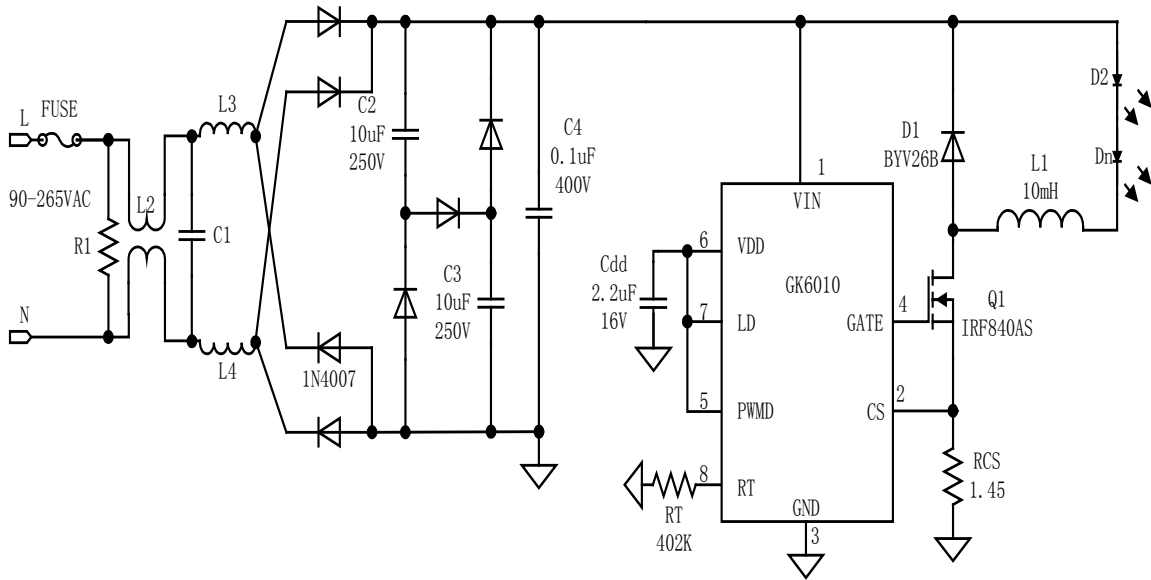 L
FUSE
90-265VAC
N
R1
L2
C1
L3
L4
1N4007
C2
10uF
250V
C3
10uF
250V
C4
0.1uF
400V
Cdd
2.2uF
16V
RT
402K
1
VIN
6
VDD
7
LD
5
PWMD
8
RT
GK6010
4
GATE
2
CS
GND
3
D1
BYV26B
L1
10mH
D2
Dn
Q1
IRF840AS
RCS
1.45